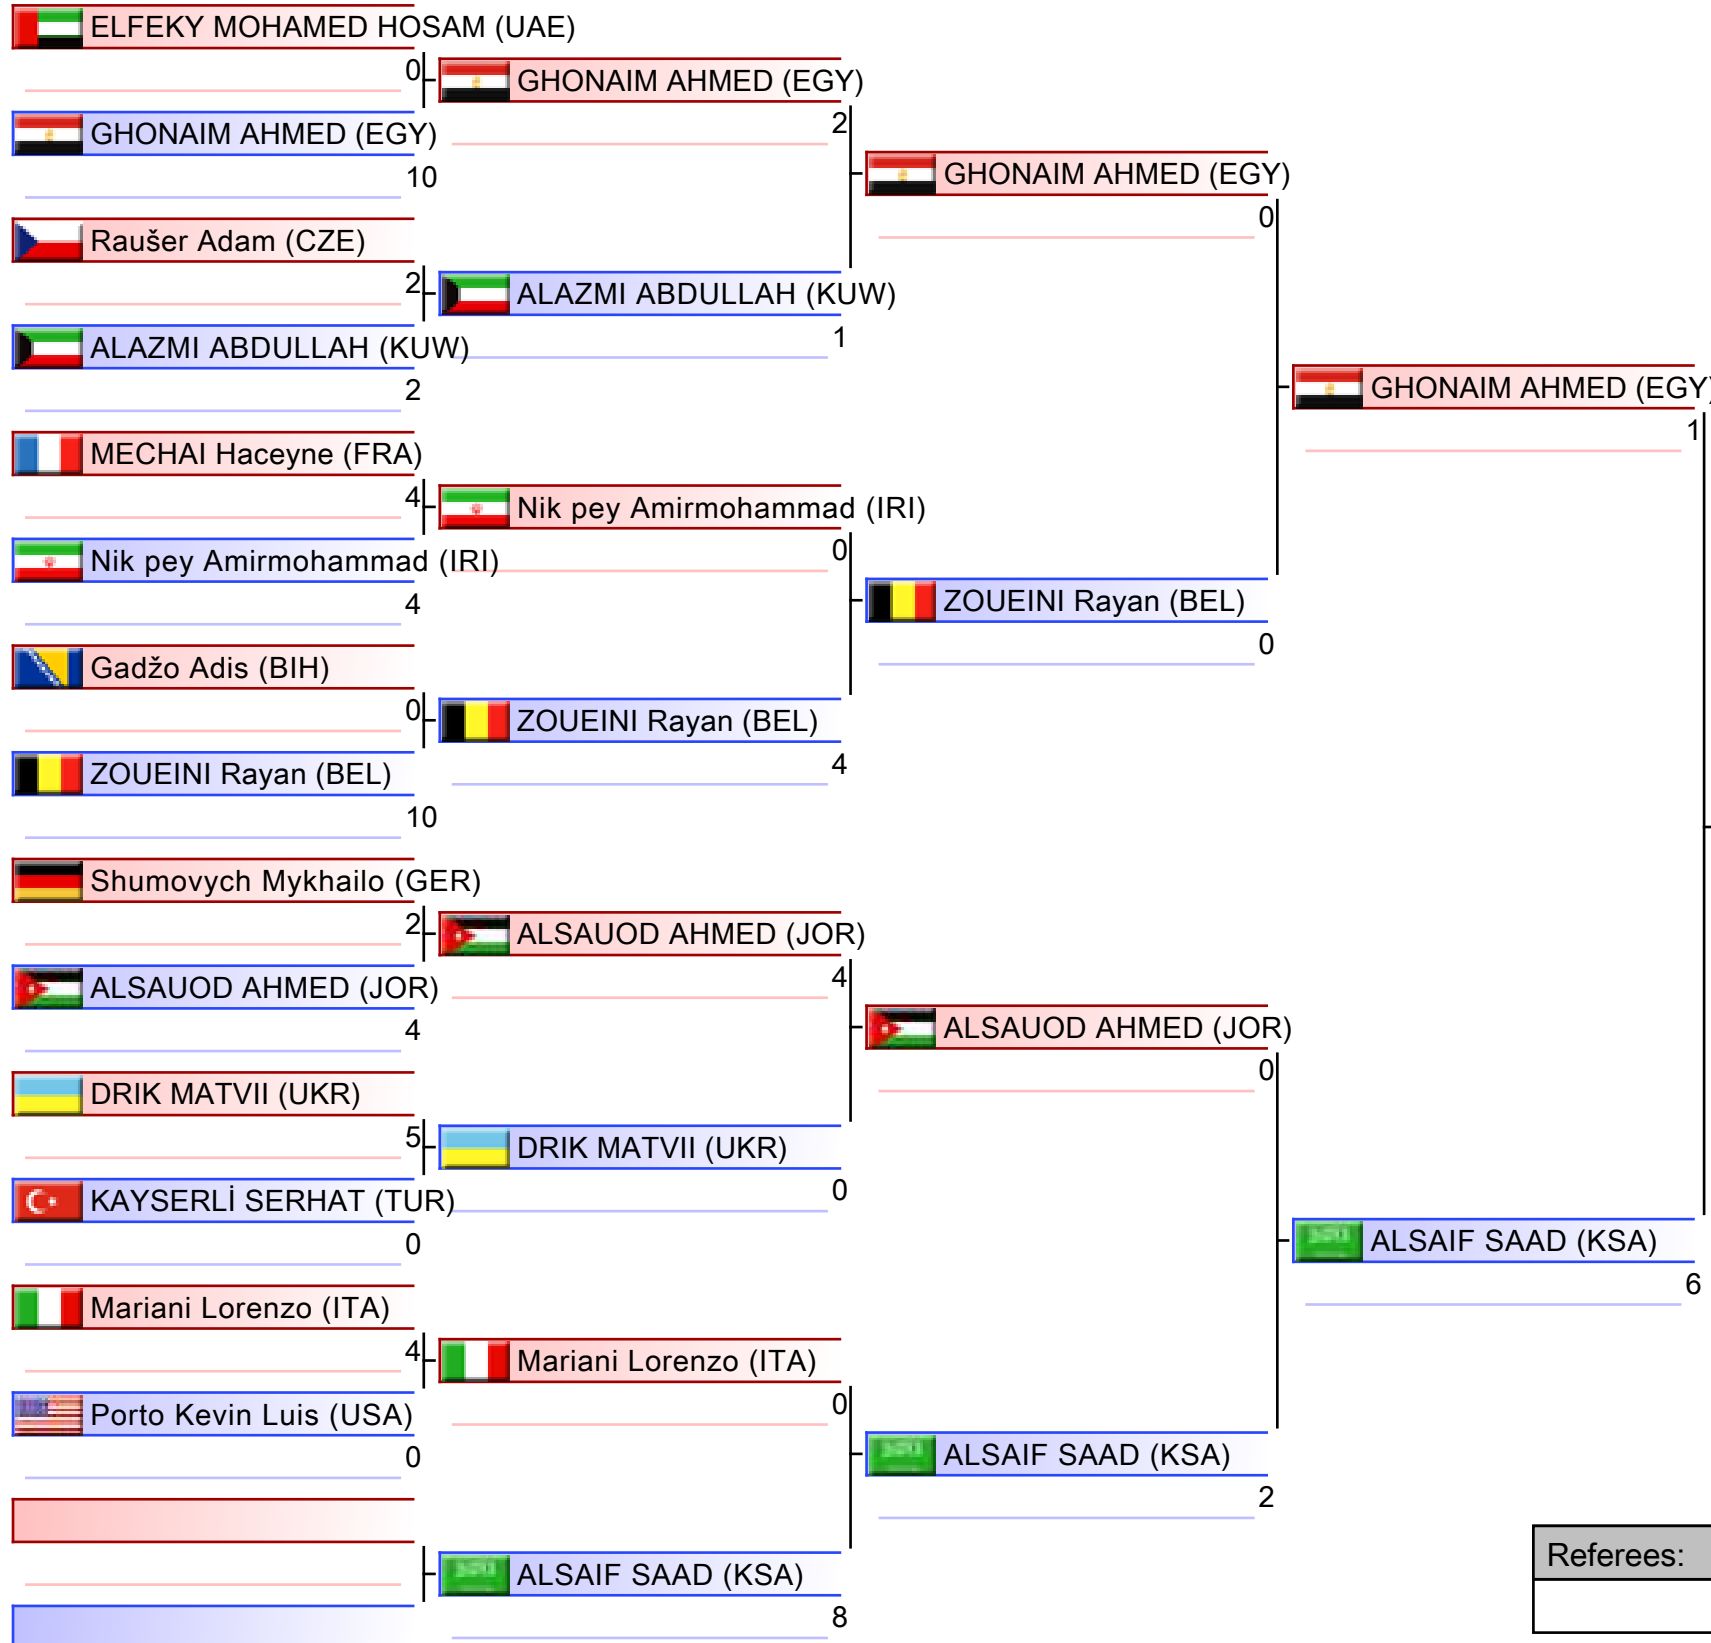 ELFEKY MOHAMED HOSAM (UAE)
0
GHONAIM AHMED (EGY)
10
Raušer Adam (CZE)
2
ALAZMI ABDULLAH (KUW)
2
MECHAI Haceyne (FRA)
4
Nik pey Amirmohammad (IRI)
4
Gadžo Adis (BIH)
0
ZOUEINI Rayan (BEL)
10
Shumovych Mykhailo (GER)
2
ALSAUOD AHMED (JOR)
4
DRIK MATVII (UKR)
5
KAYSERLİ SERHAT (TUR)
0
Mariani Lorenzo (ITA)
4
Porto Kevin Luis (USA)
0
GHONAIM AHMED (EGY)
2
ALAZMI ABDULLAH (KUW)
1
Nik pey Amirmohammad (IRI)
0
ZOUEINI Rayan (BEL)
4
ALSAUOD AHMED (JOR)
4
DRIK MATVII (UKR)
0
Mariani Lorenzo (ITA)
0
ALSAIF SAAD (KSA)
8
GHONAIM AHMED (EGY)
0
ZOUEINI Rayan (BEL)
0
ALSAUOD AHMED (JOR)
0
ALSAIF SAAD (KSA)
2
GHONAIM AHMED (EGY)
1
ALSAIF SAAD (KSA)
6
Referees: